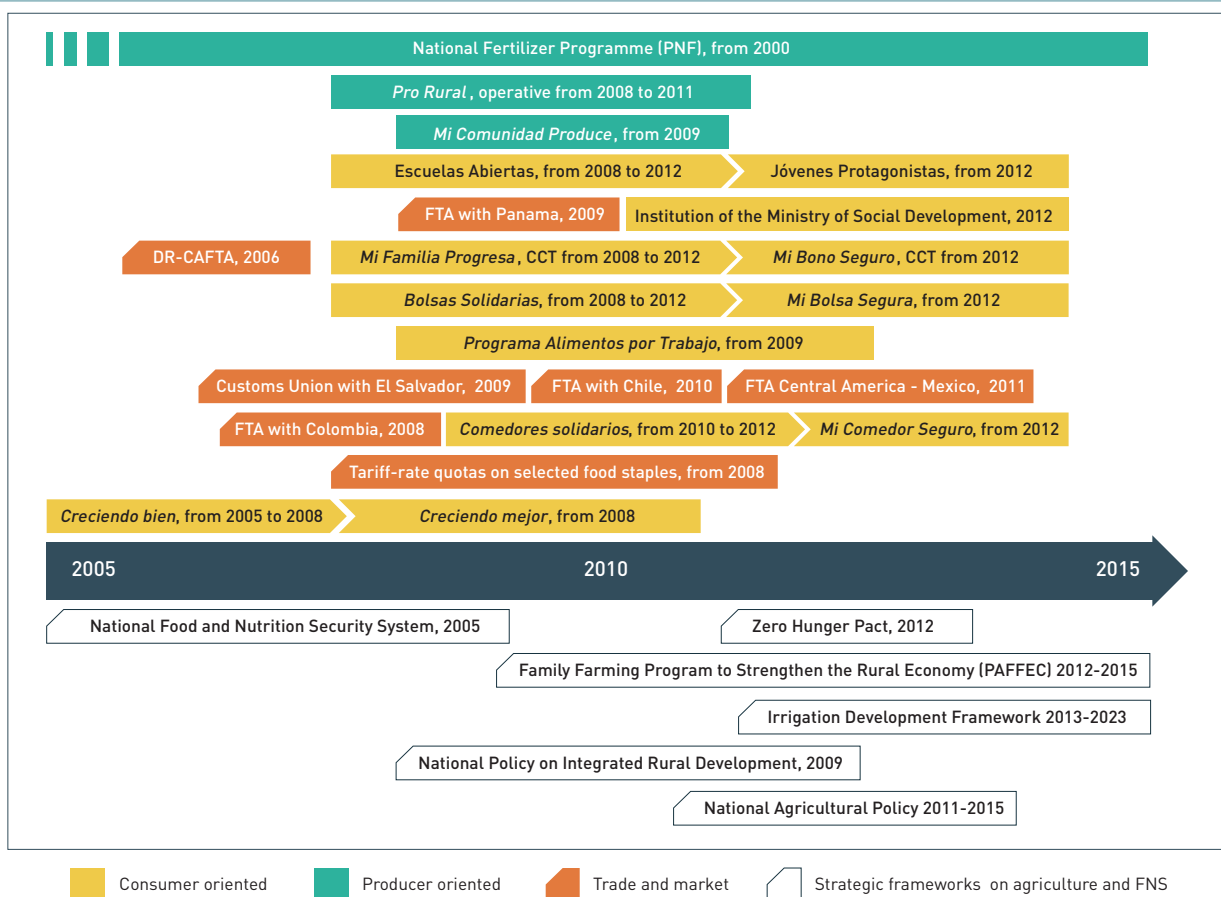 National Fertilizer Programme (PNF), from 2000
Pro Rural, operative from 2008 to 2011
Mi Comunidad Produce, from 2009
Escuelas Abiertas, from 2008 to 2012
Jóvenes Protagonistas, from 2012
FTA with Panama, 2009
Institution of the Ministry of Social Development, 2012
DR-CAFTA, 2006
Mi Familia Progresa, CCT from 2008 to 2012
Mi Bono Seguro, CCT from 2012
Bolsas Solidarias, from 2008 to 2012
Mi Bolsa Segura, from 2012
Programa Alimentos por Trabajo, from 2009
Customs Union with El Salvador, 2009
FTA with Chile, 2010
FTA Central America - Mexico, 2011
FTA with Colombia, 2008
Comedores solidarios, from 2010 to 2012
Mi Comedor Seguro, from 2012
Tariff-rate quotas on selected food staples, from 2008
Creciendo bien, from 2005 to 2008
Creciendo mejor, from 2008
2005
2010
2015
National Food and Nutrition Security System, 2005
Zero Hunger Pact, 2012
Family Farming Program to Strengthen the Rural Economy (PAFFEC) 2012-2015
Irrigation Development Framework 2013-2023
National Policy on Integrated Rural Development, 2009
National Agricultural Policy 2011-2015
Consumer oriented
Producer oriented
Trade and market
Strategic frameworks on agriculture and FNS